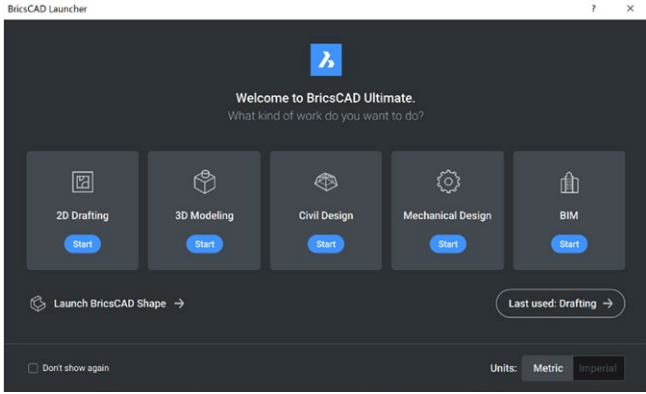 BricsCAD Launcher ? ×
Welcome to BricsCAD Ultimate.
What kind of work do you want to do?
2D Drafting 3D Modeling Civil Design Mechanical Design BIM
Start Start Start Start Start
Launch BricsCAD Shape → Last used: Drafting →
Don't show again Units: Metric Imperial